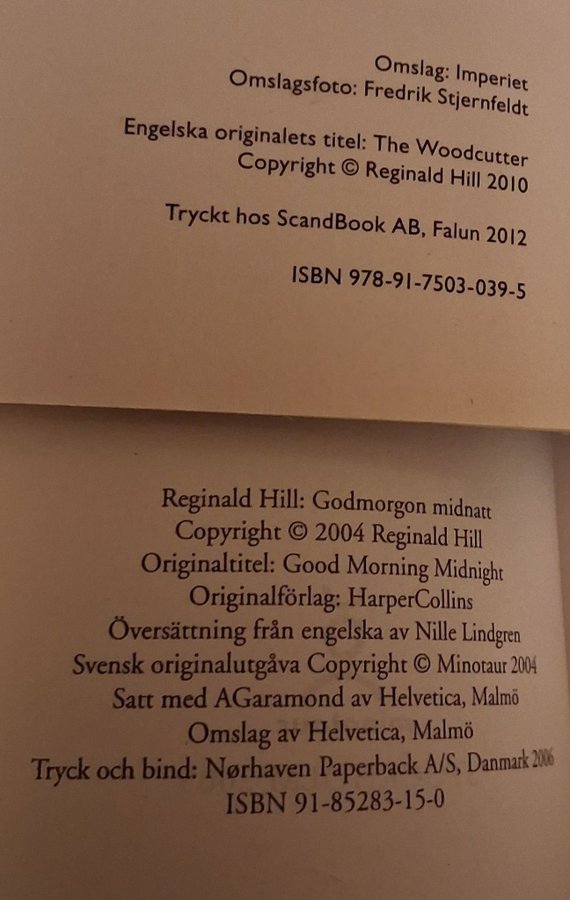 Omslag: Imperiet
Omslagsfoto: Fredrik Stjernfeldt
Engelska originalets titel: The Woodcutter
Copyright © Reginald Hill 2010
Tryckt hos ScandBook AB, Falun 2012
ISBN 978-91-7503-039-5
Reginald Hill: Godmorgon midnatt
Copyright © 2004 Reginald Hill
Originaltitel: Good Morning Midnight
Originalförlag: HarperCollins
Översättning från engelska av Nille Lindgren
Svensk originalutgåva Copyright © Minotaur 2004
Satt med AGaramond av Helvetica, Malmö
Omslag av Helvetica, Malmö
Tryck och bind: Nørhaven Paperback A/S, Danmark 2006
ISBN 91-85283-15-0